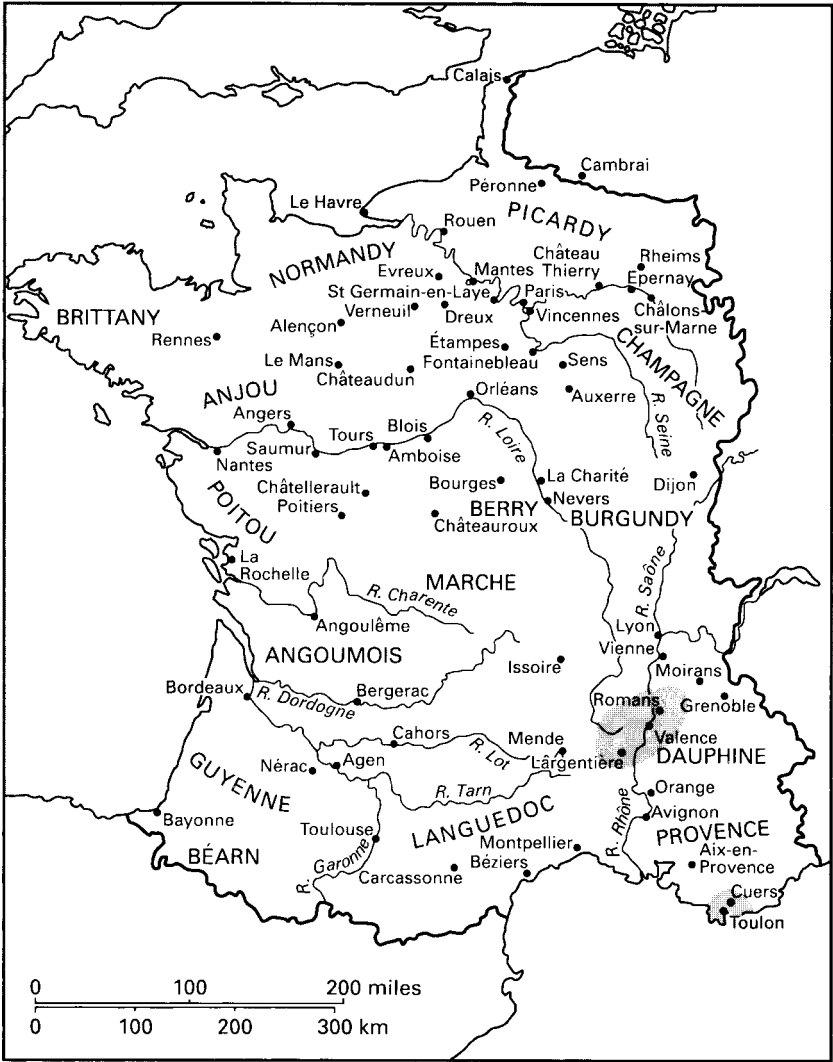 Calais
Cambrai
Péronne
Le Havre
PICARDY
Rouen
NORMANDY
Château
Thierry
Rheims
Evreux
Mantes
Epernay
St Germain-en-Laye
Paris
Verneuil
Dreux
Vincennes
Châlons-
sur-Marne
BRITTANY
Alençon
Rennes
Étampes
CHAMPAGNE
Le Mans
Fontainebleau
Sens
Châteaudun
ANJOU
Orléans
Auxerre
R. Seine
Angers
Blois
R. Loire
Tours
Saumur
Amboise
Nantes
La Charité
Dijon
Châtellerault
Bourges
POITOU
Nevers
Poitiers
BERRY
Châteauroux
BURGUNDY
La
Rochelle
R. Saône
MARCHE
R. Charente
Angoulême
Lyon
Vienne
ANGOUMOIS
Issoire
Moirans
Bordeaux
R. Dordogne
Bergerac
Romans
Grenoble
Valence
Cahors
R. Lot
Mende
DAUPHINE
Lârgentière
GUYENNE
Nérac
Agen
R. Tarn
Orange
Bayonne
LANGUEDOC
R. Rhône
Avignon
Toulouse
PROVENCE
Montpellier
BÉARN
R. Garonne
Béziers
Aix-en-
Provence
Carcassonne
Cuers
Toulon
0 100 200 miles
0 100 200 300 km